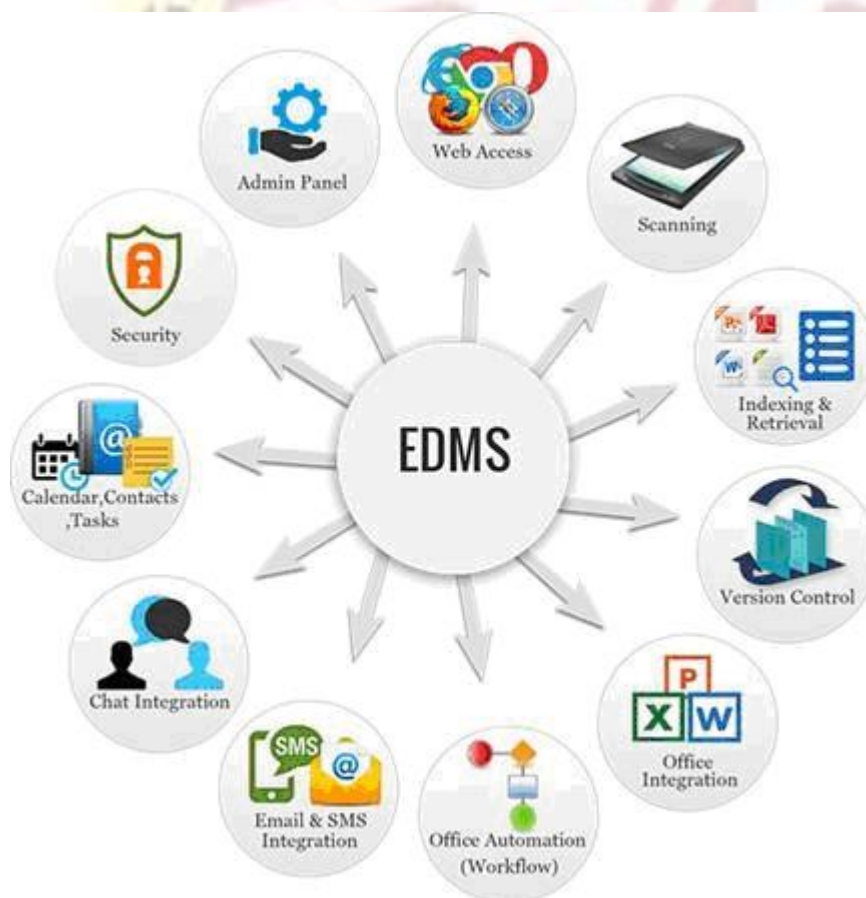 Web Access
Admin Panel
Scanning
Security
EDMS
Indexing &
Retrieval
Calendar,Contacts
,Tasks
Version Control
Chat Integration
P
X W
Office
Integration
SMS
@
Email & SMS
Integration
Office Automation
(Workflow)